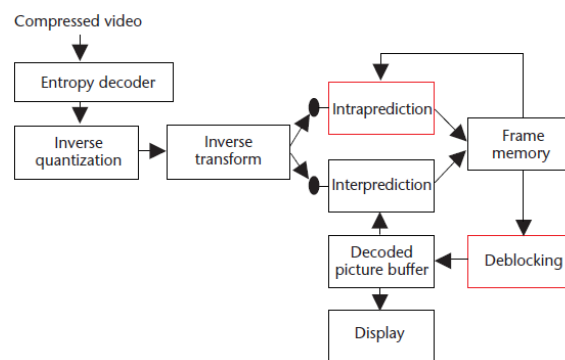 Compressed video
Entropy decoder
Inverse
quantization
Inverse
transform
Intraprediction
Interprediction
Frame
memory
Decoded
picture buffer
Deblocking
Display